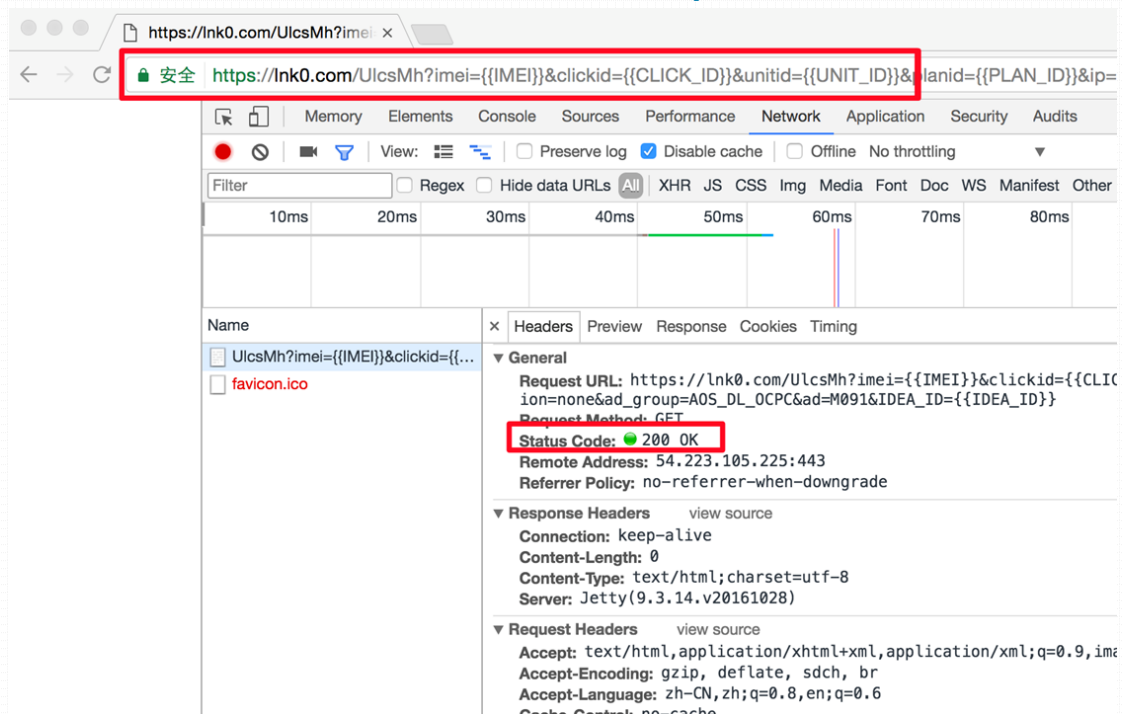 https://lnk0.com/UlcsMh?imei ×
安全 https://lnk0.com/UlcsMh?imei={{IMEI}}&clickid={{CLICK_ID}}&unitid={{UNIT_ID}}&planid={{PLAN_ID}}&ip=
Memory Elements Console Sources Performance Network Application Security Audits
View: Preserve log Disable cache Offline No throttling ▼
Filter Regex Hide data URLs All XHR JS CSS Img Media Font Doc WS Manifest Other
10ms 20ms 30ms 40ms 50ms 60ms 70ms 80ms
Name × Headers Preview Response Cookies Timing
UlcsMh?imei={{IMEI}}&clickid={{...
favicon.ico
▼ General
Request URL: https://lnk0.com/UlcsMh?imei={{IMEI}}&clickid={{CLIC
ion=none&ad_group=AOS_DL_OCPC&ad=M091&IDEA_ID={{IDEA_ID}}
Request Method: GET
Status Code: 200 OK
Remote Address: 54.223.105.225:443
Referrer Policy: no-referrer-when-downgrade
▼ Response Headers view source
Connection: keep-alive
Content-Length: 0
Content-Type: text/html;charset=utf-8
Server: Jetty(9.3.14.v20161028)
▼ Request Headers view source
Accept: text/html,application/xhtml+xml,application/xml;q=0.9,ima
Accept-Encoding: gzip, deflate, sdch, br
Accept-Language: zh-CN,zh;q=0.8,en;q=0.6
Cache-Control: no-cache